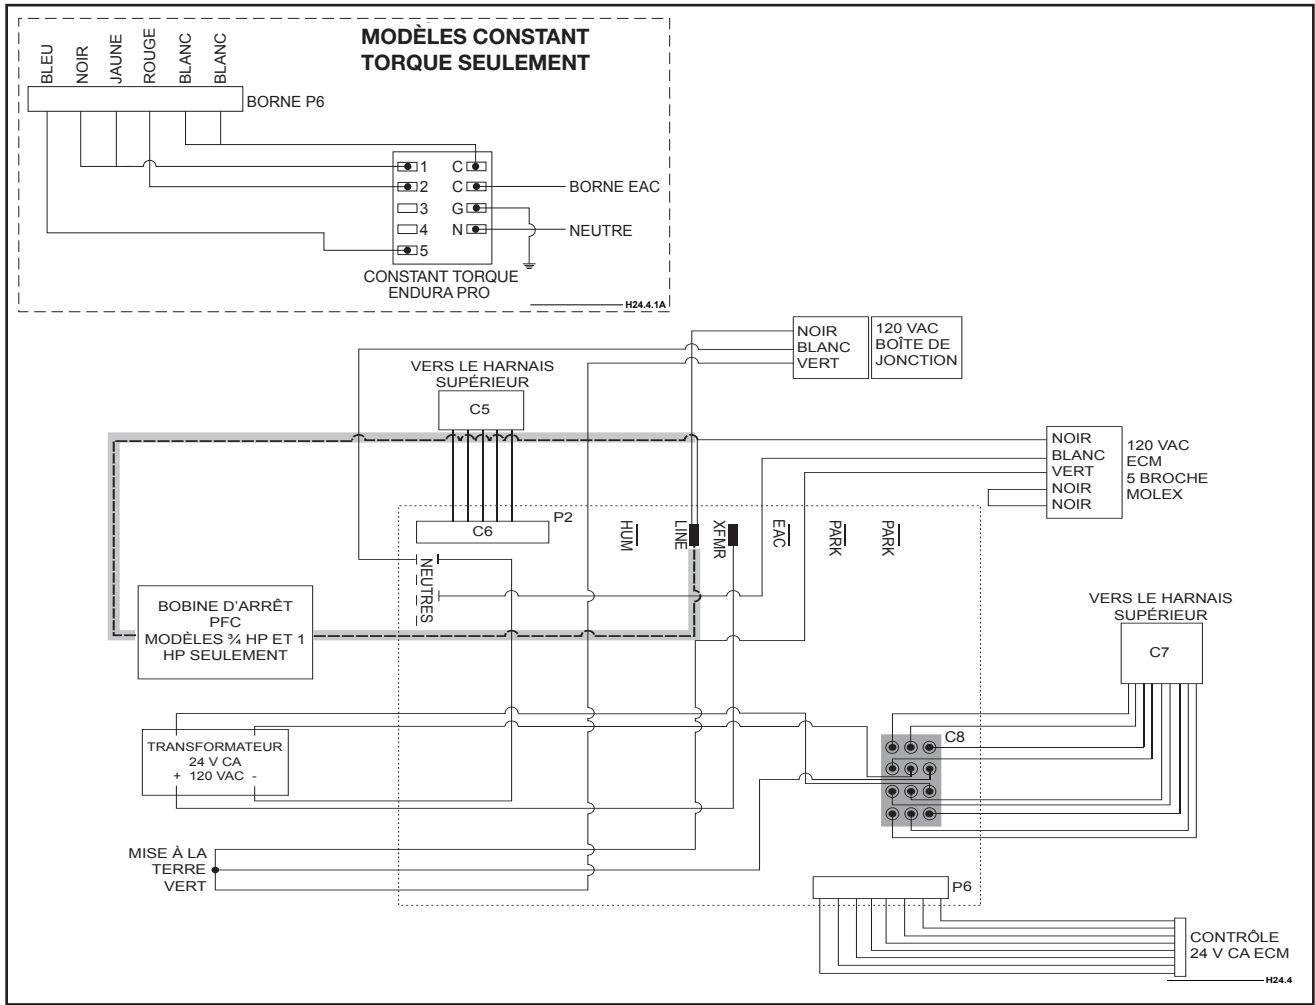 MODÈLES CONSTANT
TORQUE SEULEMENT
BLEU
NOIR
JAUNE
ROUGE
BLANC
BLANC
BORNE P6
1
2
3
4
5
C
C
G
N
BORNE EAC
NEUTRE
CONSTANT TORQUE
ENDURA PRO
H24.4.1A
NOIR
BLANC
VERT
120 VAC
BOÎTE DE
JONCTION
VERS LE HARNAIS
SUPÉRIEUR
C5
NOIR
BLANC
VERT
NOIR
NOIR
120 VAC
ECM
5 BROCHE
MOLEX
P2
C6
HUM
LINE
XFMR
EAC
PARK
PARK
NEUTRES
BOBINE D'ARRÊT
PFC
MODÈLES ¾ HP ET 1
HP SEULEMENT
VERS LE HARNAIS
SUPÉRIEUR
C7
C8
TRANSFORMATEUR
24 V CA
+ 120 VAC -
MISE À LA
TERRE
VERT
P6
CONTRÔLE
24 V CA ECM
H24.4